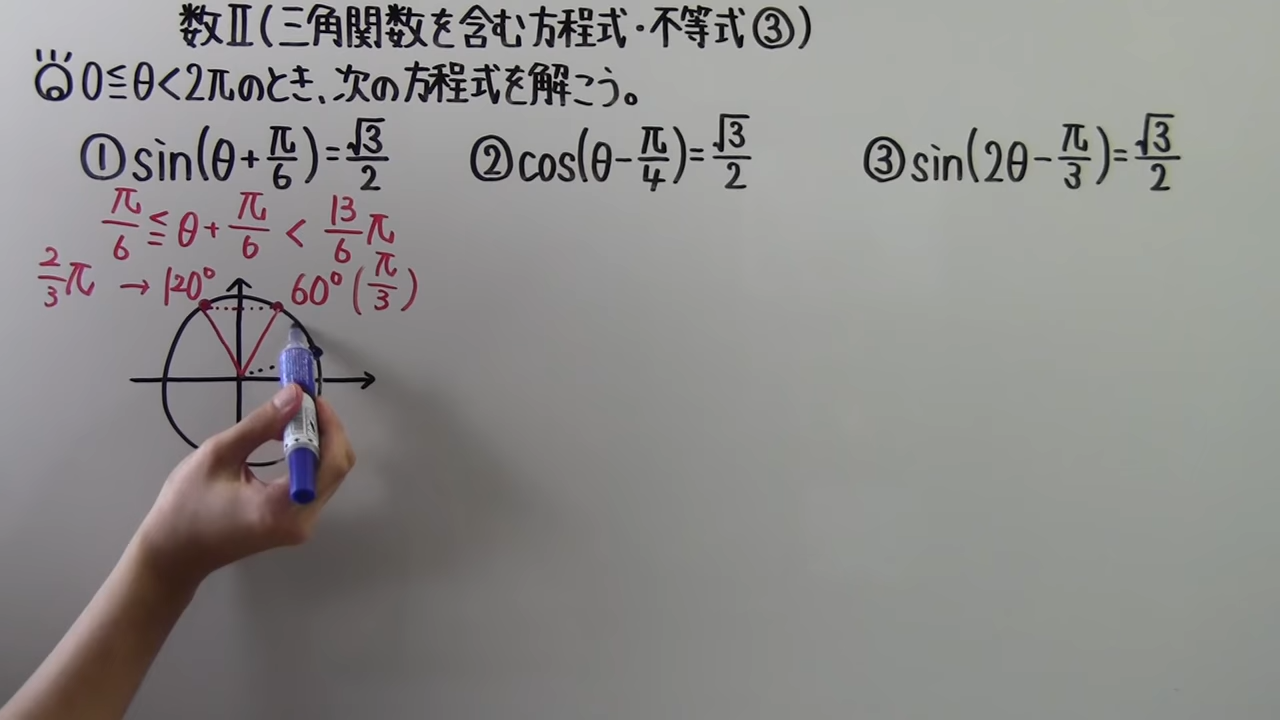 数Ⅱ(三角関数を含む方程式・不等式③)
0≦θ<2πのとき、次の方程式を解こう。
①sin(θ+π/6)=√3/2 ②cos(θ-π/4)=√3/2 ③sin(2θ-π/3)=√3/2
π/6≦θ+π/6<13/6π
2/3π→120° 60°(π/3)